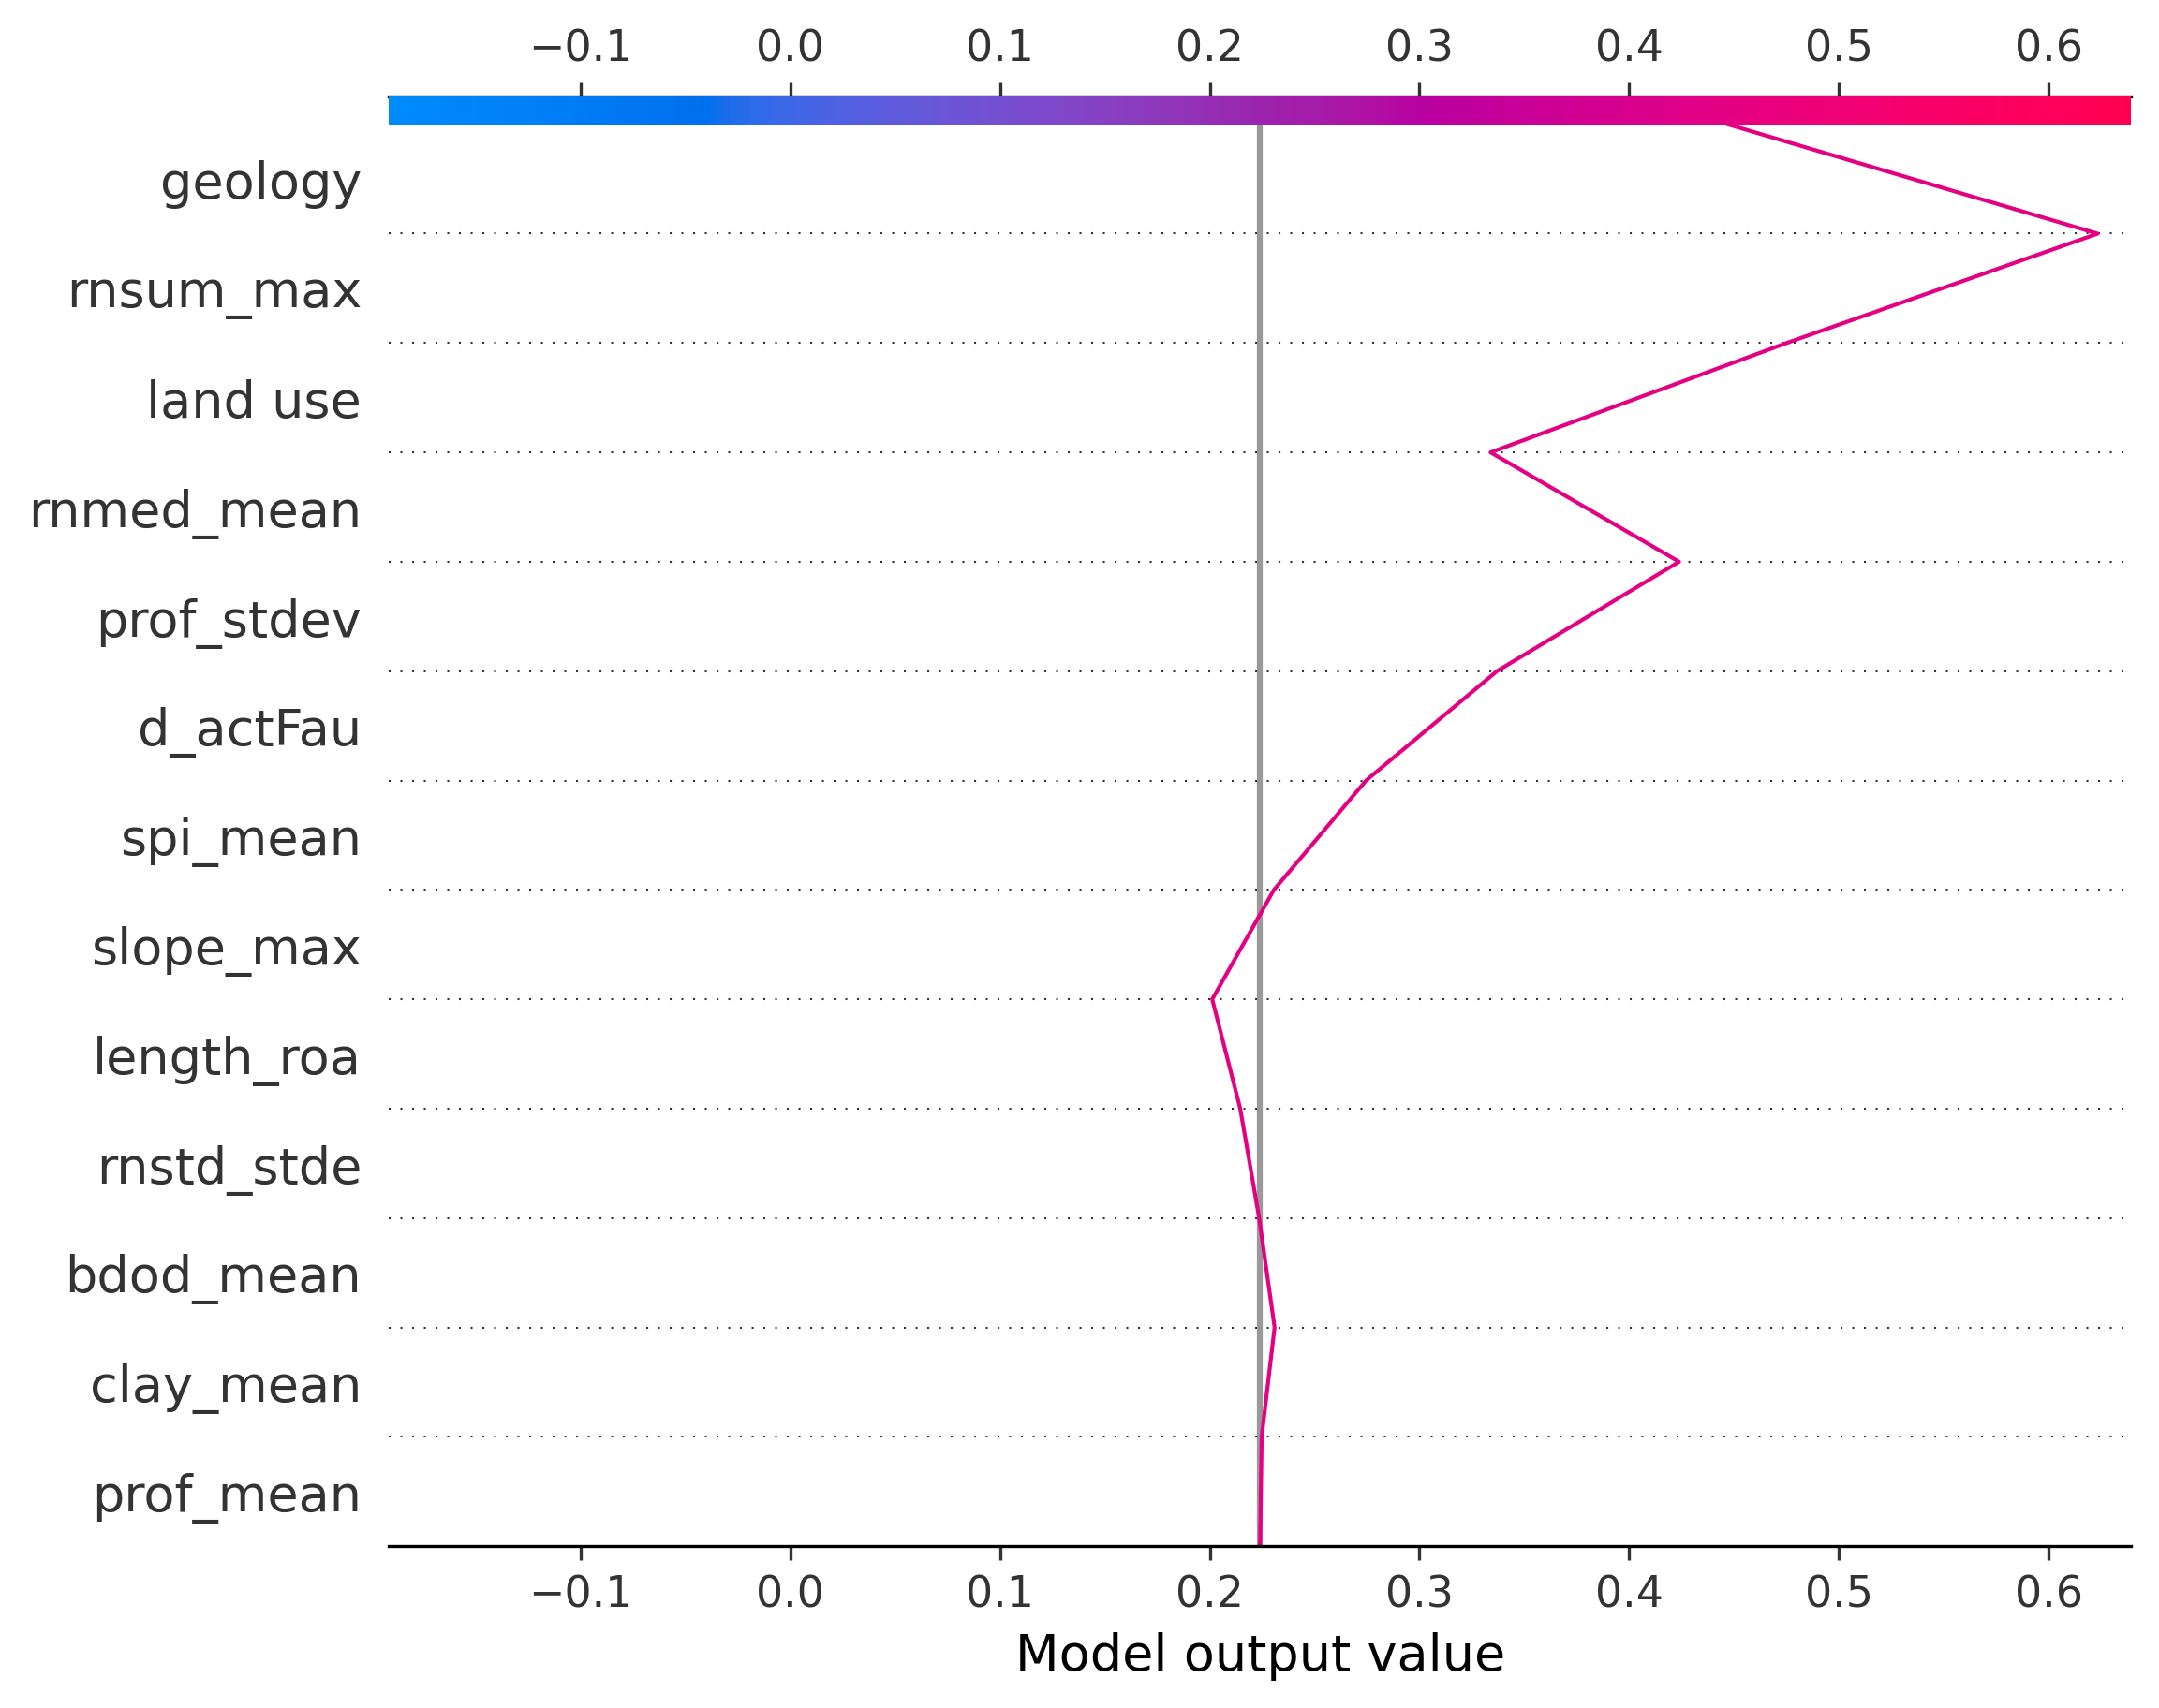 −0.1 0.0 0.1 0.2 0.3 0.4 0.5 0.6
geology
rnsum_max
land use
rnmed_mean
prof_stdev
d_actFau
spi_mean
slope_max
length_roa
rnstd_stde
bdod_mean
clay_mean
prof_mean
−0.1 0.0 0.1 0.2 0.3 0.4 0.5 0.6
Model output value